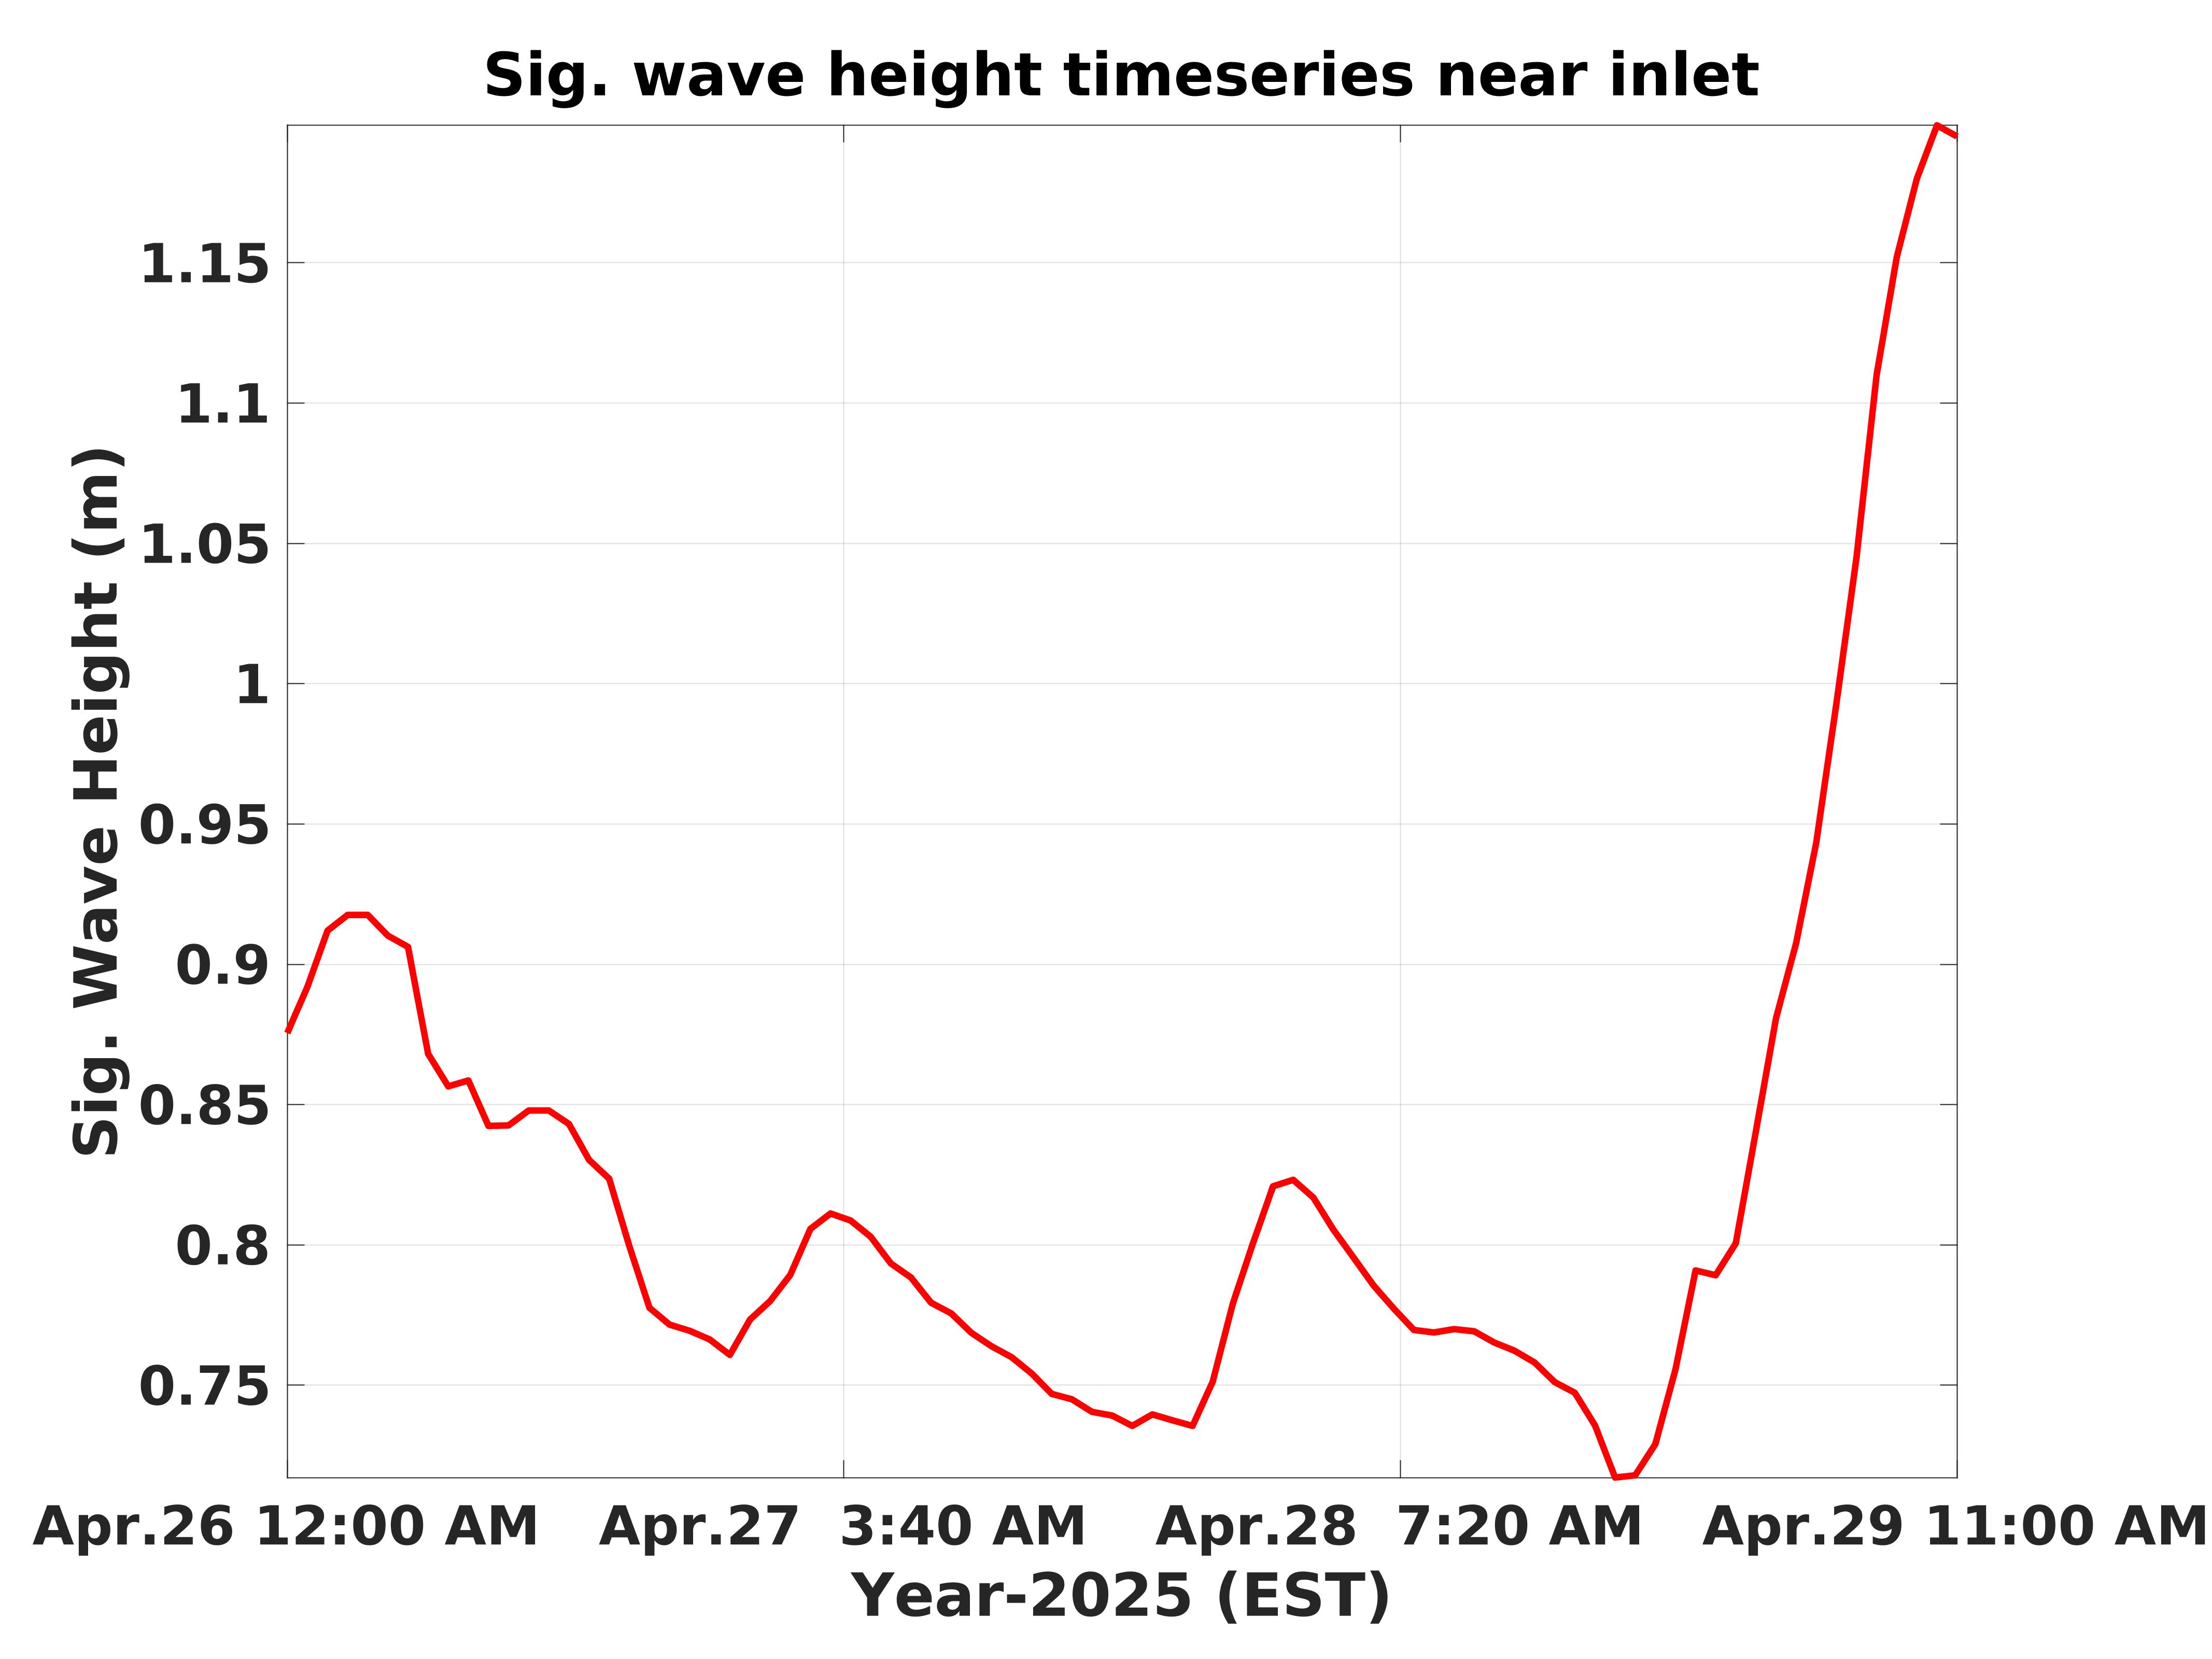 Sig. wave height timeseries near inlet
Sig. Wave Height (m)
1.15
1.1
1.05
1
0.95
0.9
0.85
0.8
0.75
Apr.26 12:00 AM
Apr.27 3:40 AM
Apr.28 7:20 AM
Apr.29 11:00 AM
Year-2025 (EST)